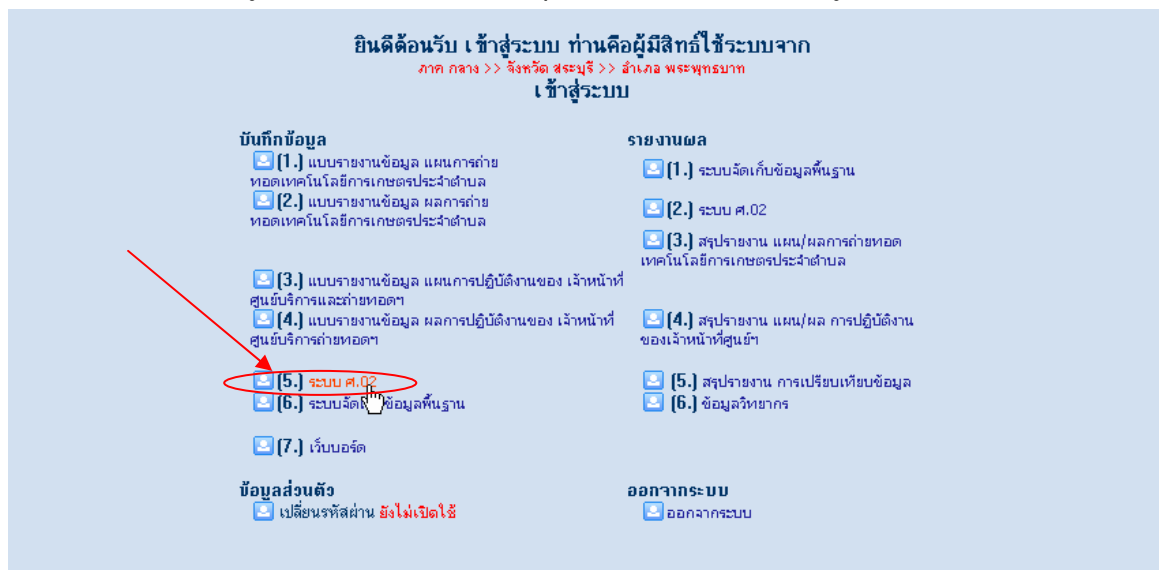 ยินดีต้อนรับ เข้าสู่ระบบ ท่านคือผู้มีสิทธิ์ใช้ระบบจาก
ภาค กลาง >> จังหวัด สระบุรี >> อำเภอ พระพุทธบาท
เข้าสู่ระบบ
บันทึกข้อมูล
(1.) แบบรายงานข้อมูล แผนการถ่าย
ทอดเทคโนโลยีการเกษตรประจำตำบล
(2.) แบบรายงานข้อมูล ผลการถ่าย
ทอดเทคโนโลยีการเกษตรประจำตำบล
(3.) แบบรายงานข้อมูล แผนการปฏิบัติงานของ เจ้าหน้าที่
ศูนย์บริการและถ่ายทอดฯ
(4.) แบบรายงานข้อมูล ผลการปฏิบัติงานของ เจ้าหน้าที่
ศูนย์บริการถ่ายทอดฯ
(5.) ระบบ ศ.02
(6.) ระบบจัดเก็บข้อมูลพื้นฐาน
(7.) เว็บบอร์ด
รายงานผล
(1.) ระบบจัดเก็บข้อมูลพื้นฐาน
(2.) ระบบ ศ.02
(3.) สรุปรายงาน แผน/ผลการถ่ายทอด
เทคโนโลยีการเกษตรประจำตำบล
(4.) สรุปรายงาน แผน/ผล การปฏิบัติงาน
ของเจ้าหน้าที่ศูนย์ฯ
(5.) สรุปรายงาน การเปรียบเทียบข้อมูล
(6.) ข้อมูลวิทยากร
ข้อมูลส่วนตัว
เปลี่ยนรหัสผ่าน ยังไม่เปิดใช้
ออกจากระบบ
ออกจากระบบ